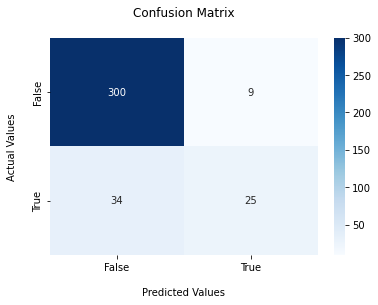 Confusion Matrix
Actual Values
False
300
9
True
34
25
False
True
Predicted Values
300
250
200
150
100
50